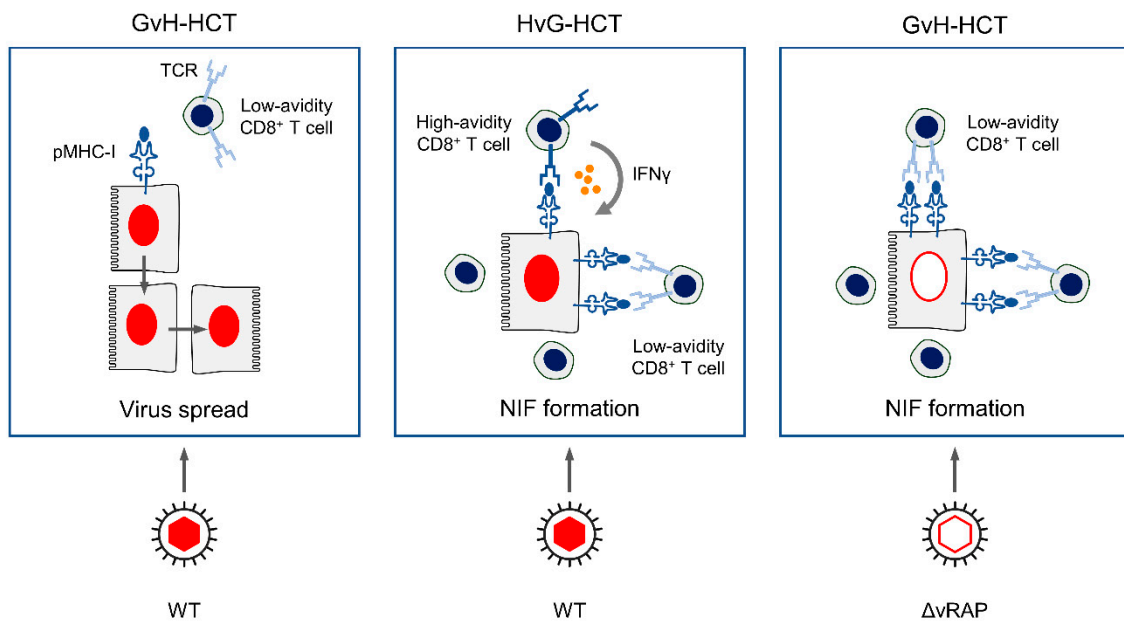 GvH-HCT
TCR
Low-avidity
CD8⁺ T cell
pMHC-I
Virus spread
WT
HvG-HCT
High-avidity
CD8⁺ T cell
IFNγ
Low-avidity
CD8⁺ T cell
NIF formation
WT
GvH-HCT
Low-avidity
CD8⁺ T cell
NIF formation
ΔvRAP